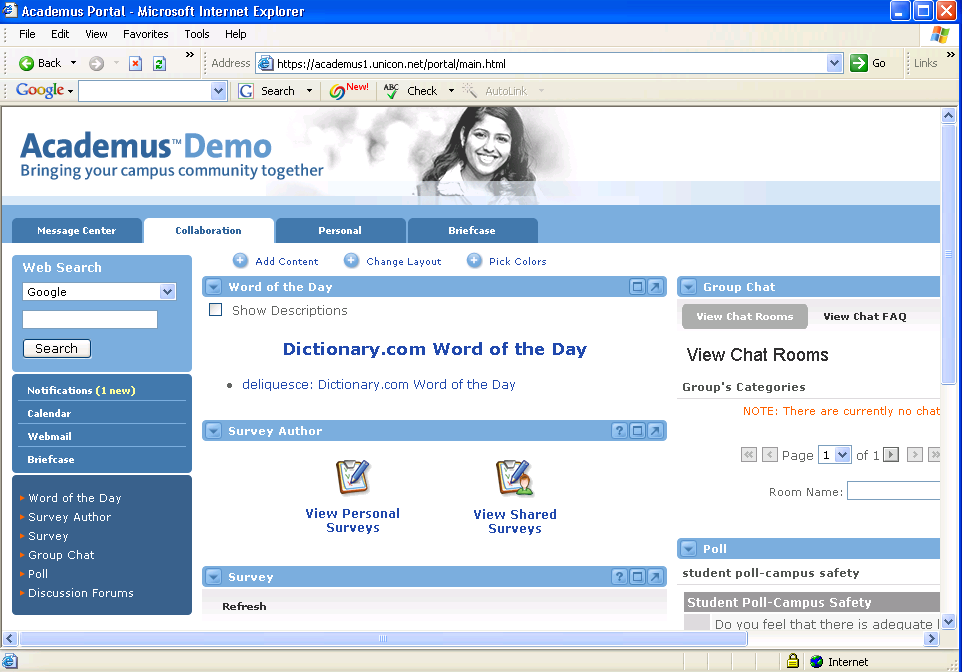 Academus Portal - Microsoft Internet Explorer
File Edit View Favorites Tools Help
Back » Address https://academus1.unicon.net/portal/main.html Go Links »
Google Search New! ABC Check AutoLink
Academus™ Demo
Bringing your campus community together
Message Center Collaboration Personal Briefcase
Add Content Change Layout Pick Colors
Web Search
Google
Search
Notifications (1 new)
Calendar
Webmail
Briefcase
Word of the Day
Survey Author
Survey
Group Chat
Poll
Discussion Forums
Word of the Day
Show Descriptions
Dictionary.com Word of the Day
• deliquesce: Dictionary.com Word of the Day
Survey Author
View Personal
Surveys
View Shared
Surveys
Survey
Refresh
Group Chat
View Chat Rooms View Chat FAQ
View Chat Rooms
Group's Categories
NOTE: There are currently no chat
Page 1 of 1
Room Name:
Poll
student poll-campus safety
Student Poll-Campus Safety
Do you feel that there is adequate
Internet